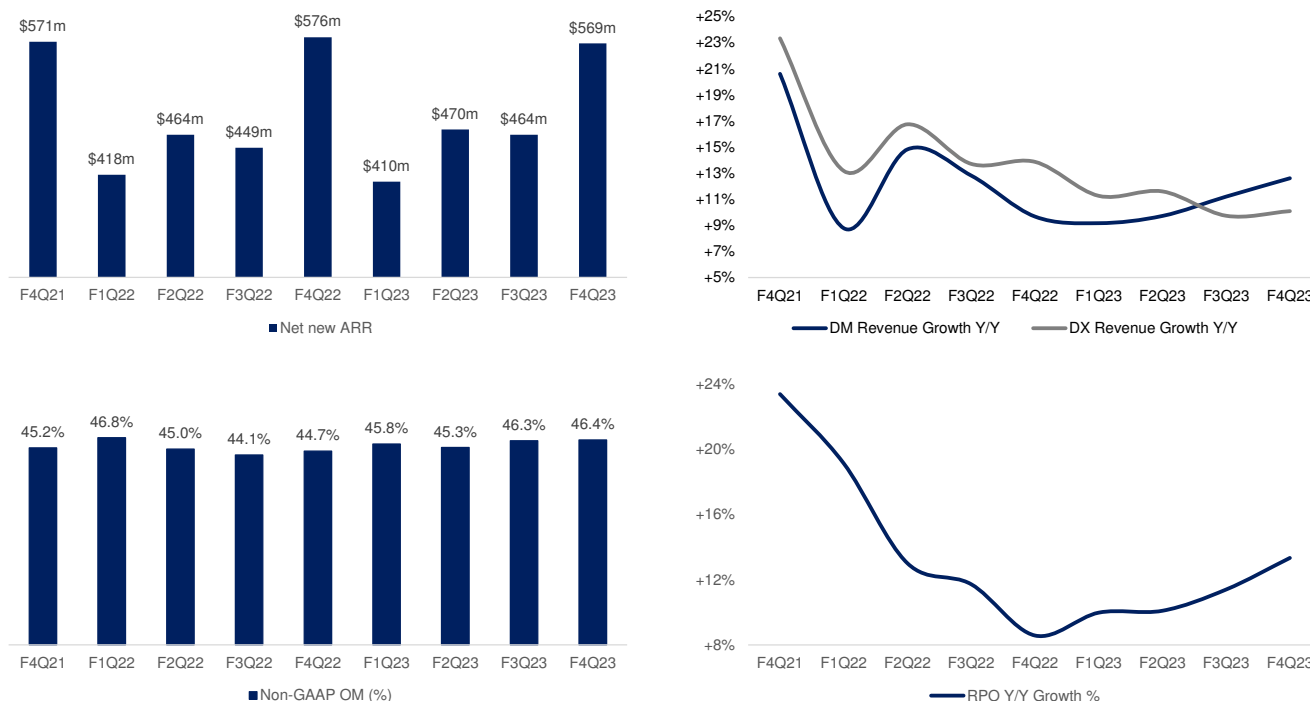 $571m
$418m
$464m
$449m
$576m
$410m
$470m
$464m
$569m
F4Q21 F1Q22 F2Q22 F3Q22 F4Q22 F1Q23 F2Q23 F3Q23 F4Q23
Net new ARR
+25%
+23%
+21%
+19%
+17%
+15%
+13%
+11%
+9%
+7%
+5%
F4Q21 F1Q22 F2Q22 F3Q22 F4Q22 F1Q23 F2Q23 F3Q23 F4Q23
DM Revenue Growth Y/Y DX Revenue Growth Y/Y
45.2%
46.8%
45.0%
44.1%
44.7%
45.8%
45.3%
46.3%
46.4%
F4Q21 F1Q22 F2Q22 F3Q22 F4Q22 F1Q23 F2Q23 F3Q23 F4Q23
Non-GAAP OM (%)
+24%
+20%
+16%
+12%
+8%
F4Q21 F1Q22 F2Q22 F3Q22 F4Q22 F1Q23 F2Q23 F3Q23 F4Q23
RPO Y/Y Growth %